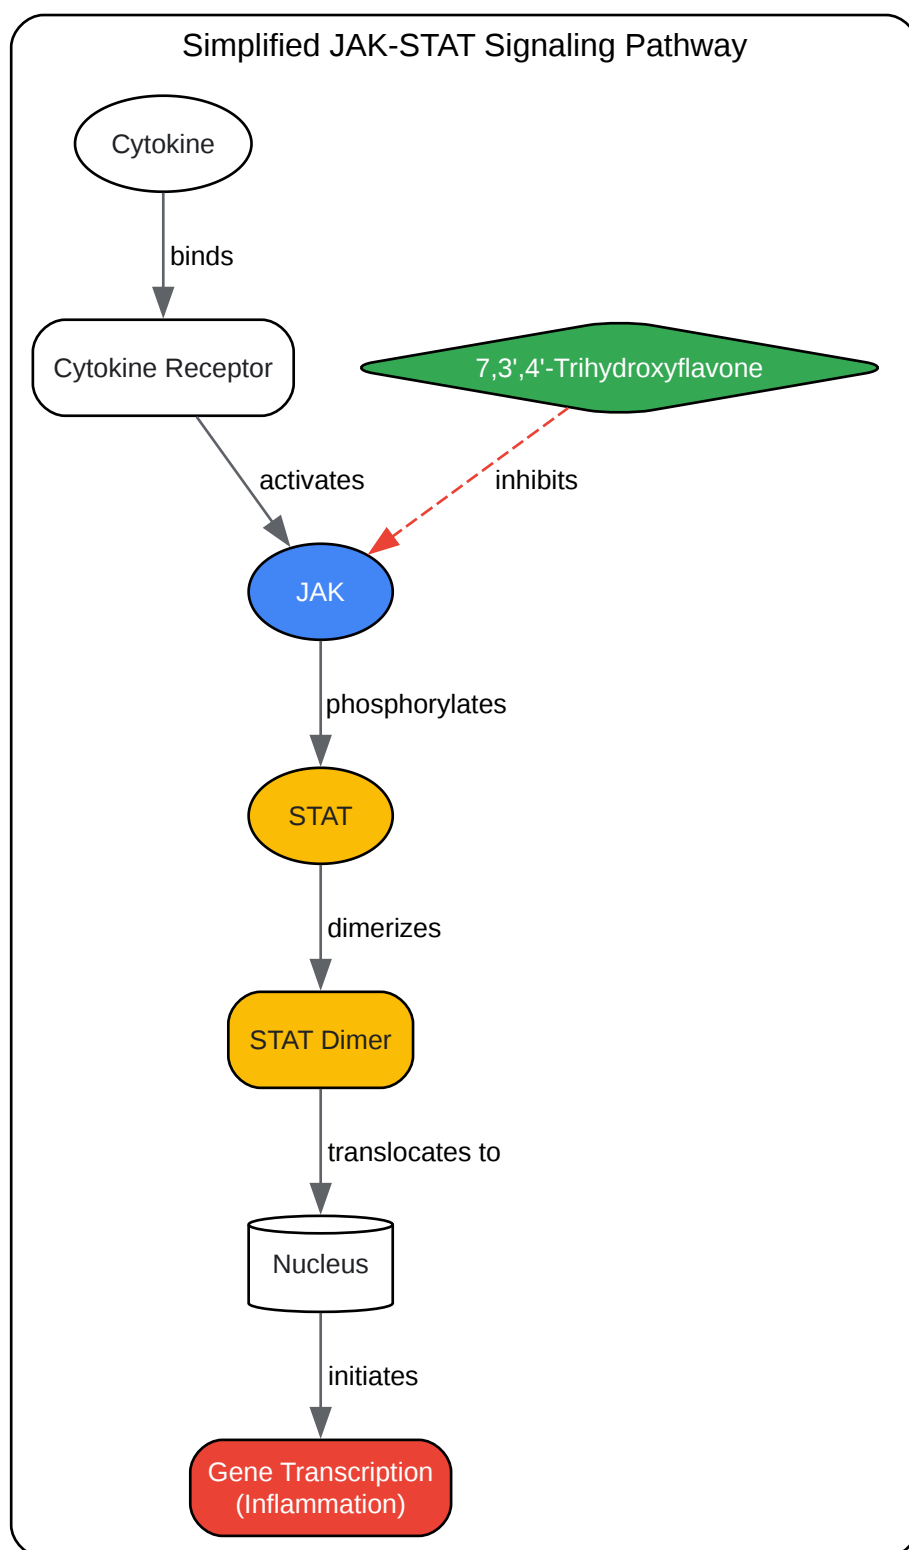 Simplified JAK-STAT Signaling Pathway
Cytokine
binds
Cytokine Receptor
7,3',4'-Trihydroxyflavone
activates
inhibits
JAK
phosphorylates
STAT
dimerizes
STAT Dimer
translocates to
Nucleus
initiates
Gene Transcription
(Inflammation)